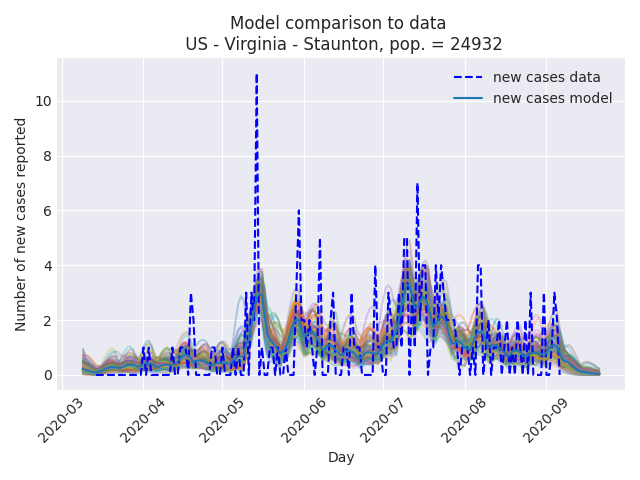 Model comparison to data
US - Virginia - Staunton, pop. = 24932
new cases data
new cases model
Number of new cases reported
10
8
6
4
2
0
2020-03
2020-04
2020-05
2020-06
2020-07
2020-08
2020-09
Day